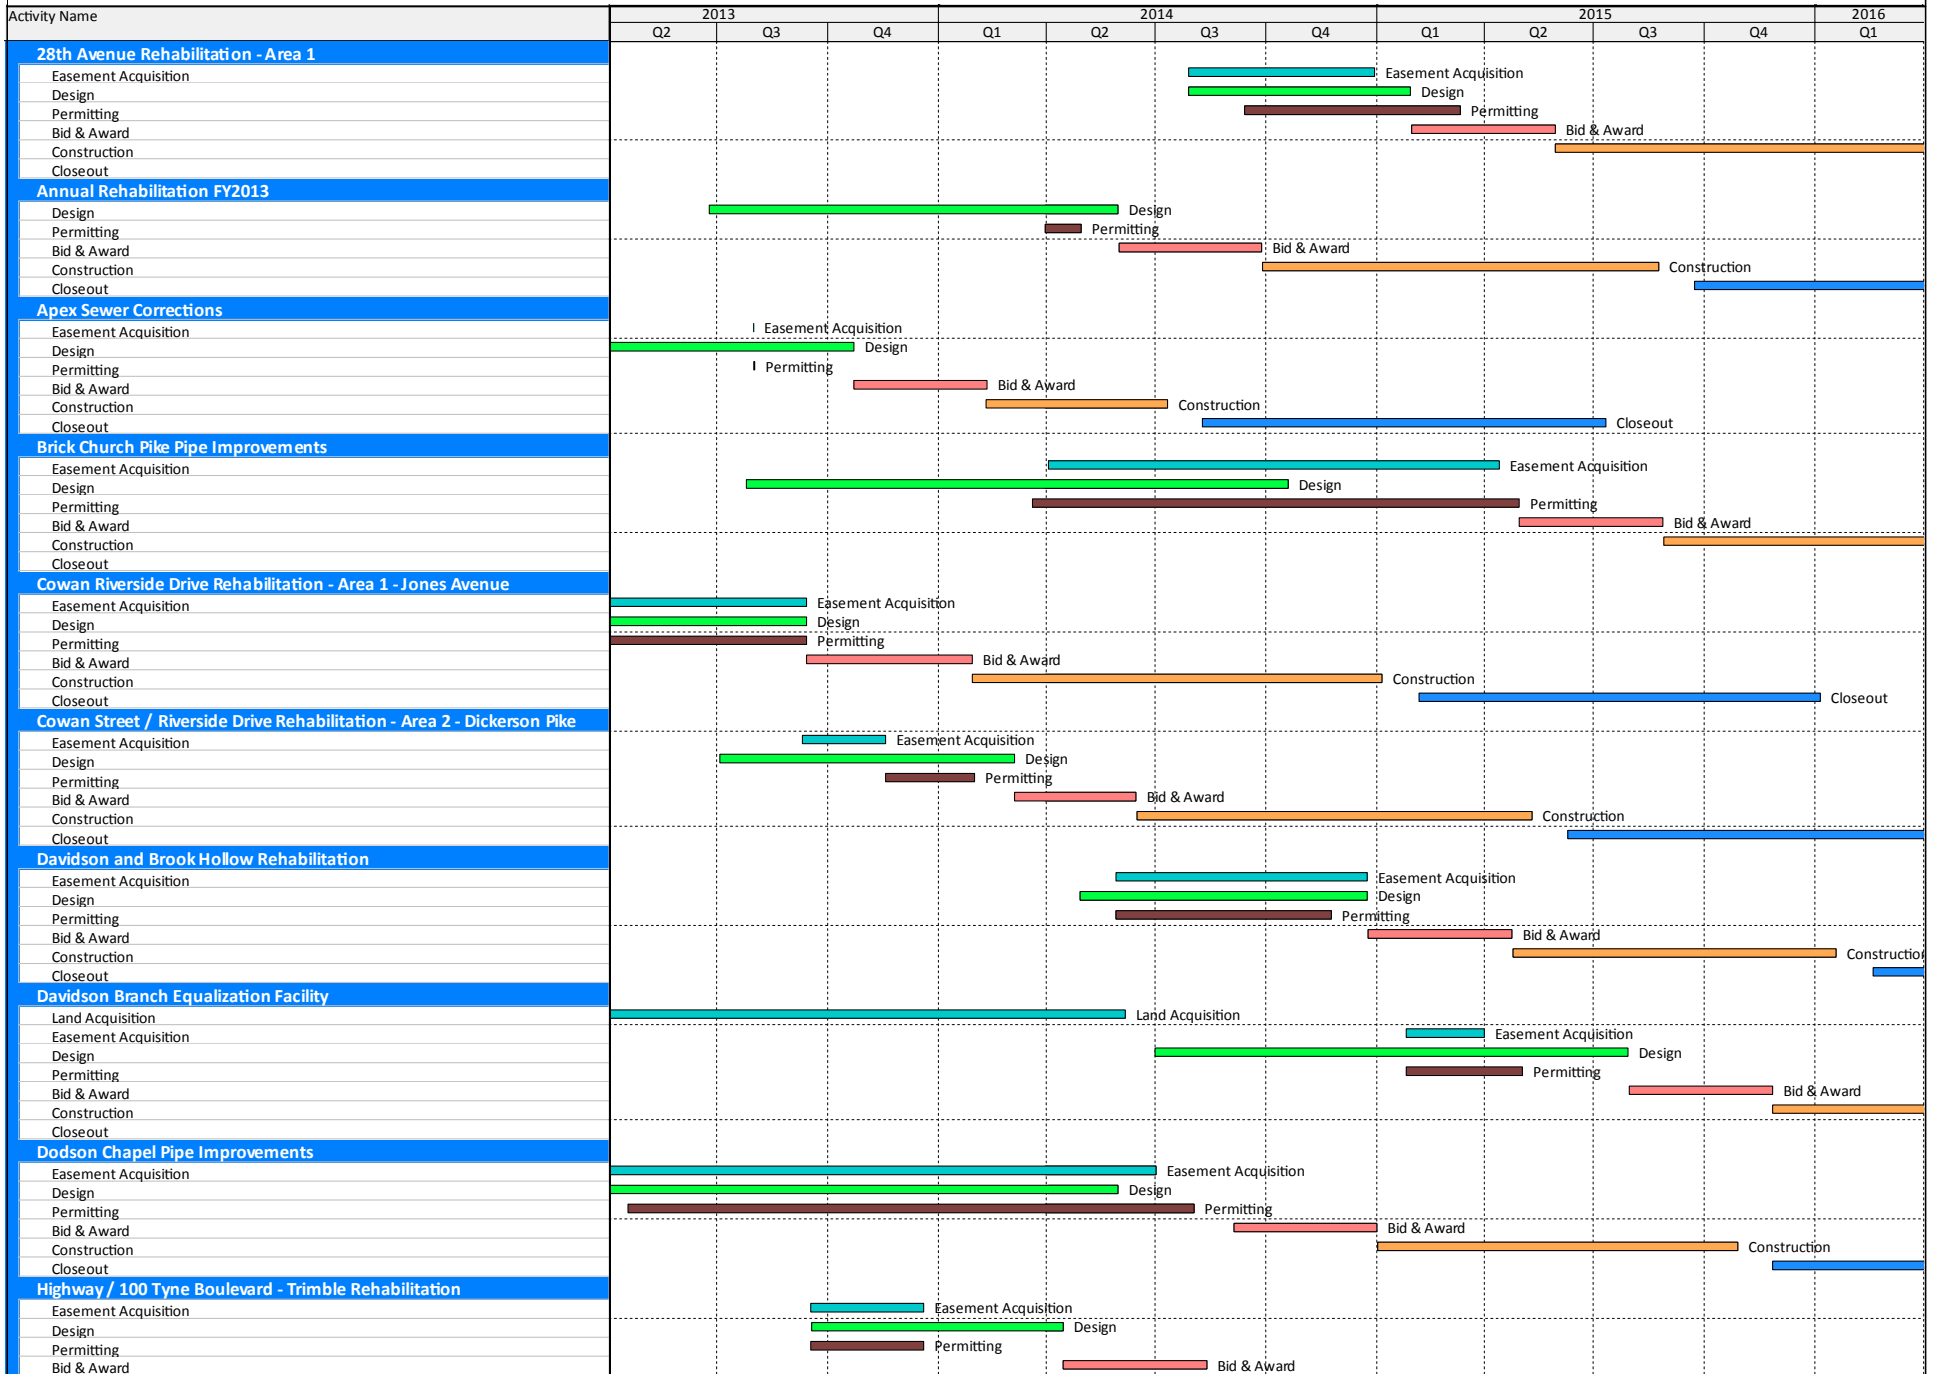 Activity Name 2013 2014 2015 2016
Q2 Q3 Q4 Q1 Q2 Q3 Q4 Q1 Q2 Q3 Q4 Q1
28th Avenue Rehabilitation - Area 1
Easement Acquisition Easement Acquisition
Design Design
Permitting Permitting
Bid & Award Bid & Award
Construction
Closeout
Annual Rehabilitation FY2013
Design Design
Permitting Permitting
Bid & Award Bid & Award
Construction Construction
Closeout
Apex Sewer Corrections
Easement Acquisition Easement Acquisition
Design Design
Permitting Permitting
Bid & Award Bid & Award
Construction Construction
Closeout Closeout
Brick Church Pike Pipe Improvements
Easement Acquisition Easement Acquisition
Design Design
Permitting Permitting
Bid & Award Bid & Award
Construction
Closeout
Cowan Riverside Drive Rehabilitation - Area 1 - Jones Avenue
Easement Acquisition Easement Acquisition
Design Design
Permitting Permitting
Bid & Award Bid & Award
Construction Construction
Closeout Closeout
Cowan Street / Riverside Drive Rehabilitation - Area 2 - Dickerson Pike
Easement Acquisition Easement Acquisition
Design Design
Permitting Permitting
Bid & Award Bid & Award
Construction Construction
Closeout
Davidson and Brook Hollow Rehabilitation
Easement Acquisition Easement Acquisition
Design Design
Permitting Permitting
Bid & Award Bid & Award
Construction Construction
Closeout
Davidson Branch Equalization Facility
Land Acquisition Land Acquisition
Easement Acquisition Easement Acquisition
Design Design
Permitting Permitting
Bid & Award Bid & Award
Construction
Closeout
Dodson Chapel Pipe Improvements
Easement Acquisition Easement Acquisition
Design Design
Permitting Permitting
Bid & Award Bid & Award
Construction Construction
Closeout
Highway / 100 Tyne Boulevard - Trimble Rehabilitation
Easement Acquisition Easement Acquisition
Design Design
Permitting Permitting
Bid & Award Bid & Award